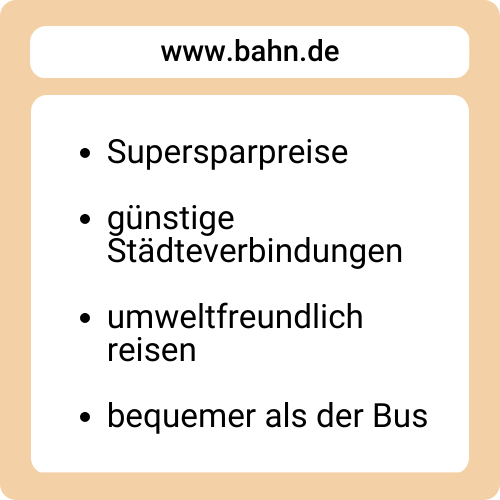 www.bahn.de
• Supersparpreise
• günstige
Städteverbindungen
• umweltfreundlich
reisen
• bequemer als der Bus